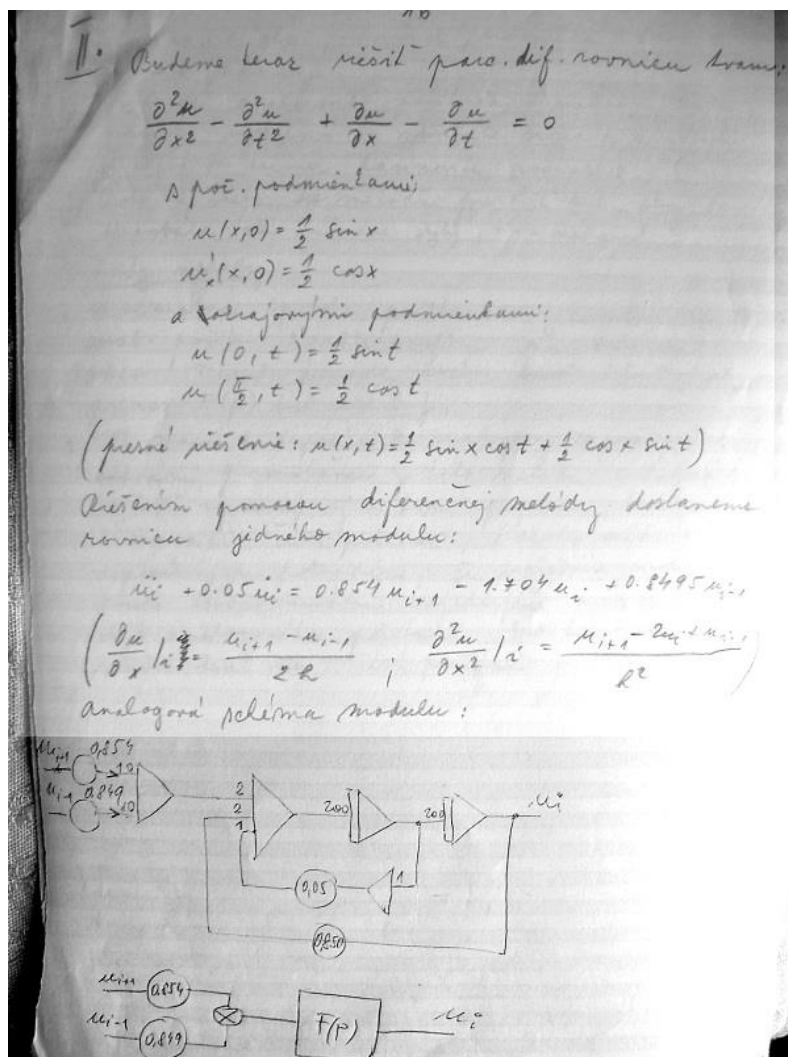 II. Budeme teraz riešiť parc. dif. rovnicu tvaru:
∂²u/∂x² - ∂²u/∂t² + ∂u/∂x - ∂u/∂t = 0
s poč. podmienkami:
u(x,0) = 1/2 sin x
u'ₓ(x,0) = 1/2 cos x
a okrajovými podmienkami:
u(0,t) = 1/2 sin t
u(π/2,t) = 1/2 cos t
(presné riešenie: u(x,t) = 1/2 sin x cos t + 1/2 cos x sin t)
Riešením pomocou diferenčnej metódy dostaneme
rovnicu jedného modulu:
üi + 0.05 u̇i = 0.854 ui+1 - 1.704 ui + 0.8495 ui-1
(∂u/∂x /i = (ui+1 - ui-1)/2h ; ∂²u/∂x² /i = (ui+1 - 2ui + ui-1)/h²)
Analogová schéma modulu:
ui+1 0,854 10
ui-1 0,849 10
2 2 1 200 200 ui
0,05 1
0,850
ui+1 0,854
ui-1 0,849
F(p) ui